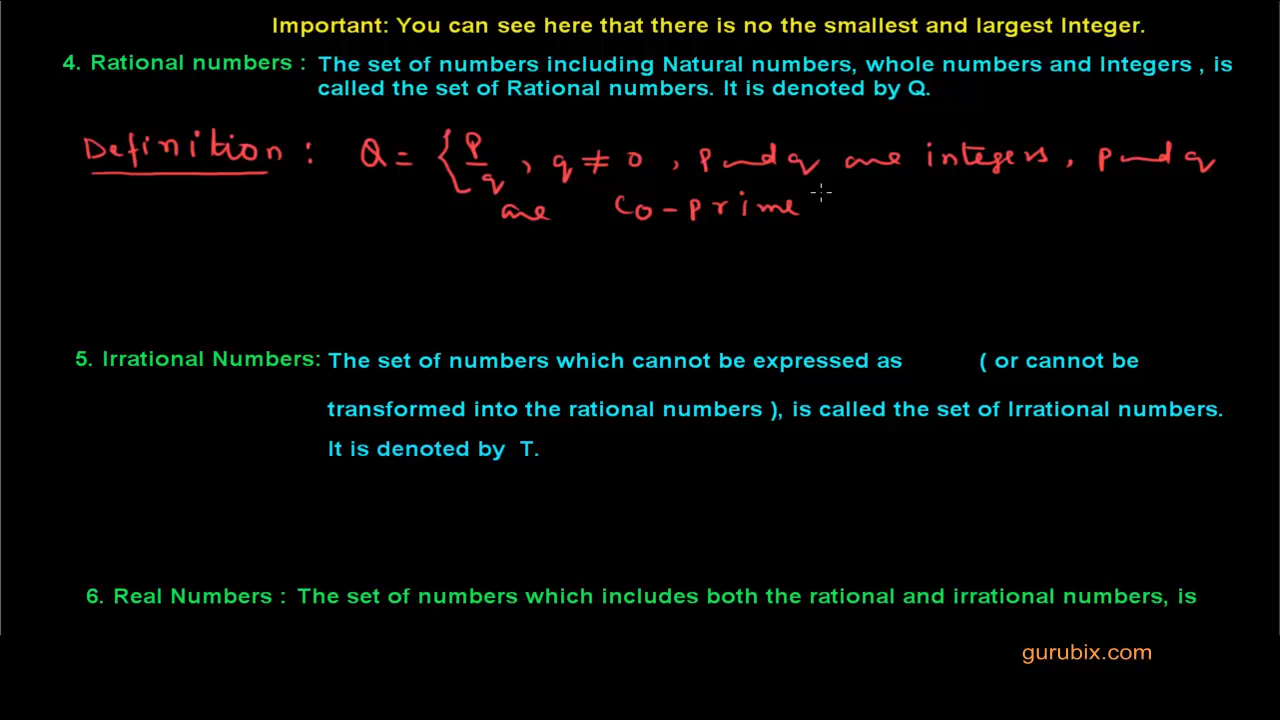 Important: You can see here that there is no the smallest and largest Integer.
4. Rational numbers : The set of numbers including Natural numbers, whole numbers and Integers , is
called the set of Rational numbers. It is denoted by Q.
Definition : Q = { p/q , q ≠ 0 , p and q are integers, p and q
are co-prime
5. Irrational Numbers: The set of numbers which cannot be expressed as ( or cannot be
transformed into the rational numbers ), is called the set of Irrational numbers.
It is denoted by T.
6. Real Numbers : The set of numbers which includes both the rational and irrational numbers, is
gurubix.com